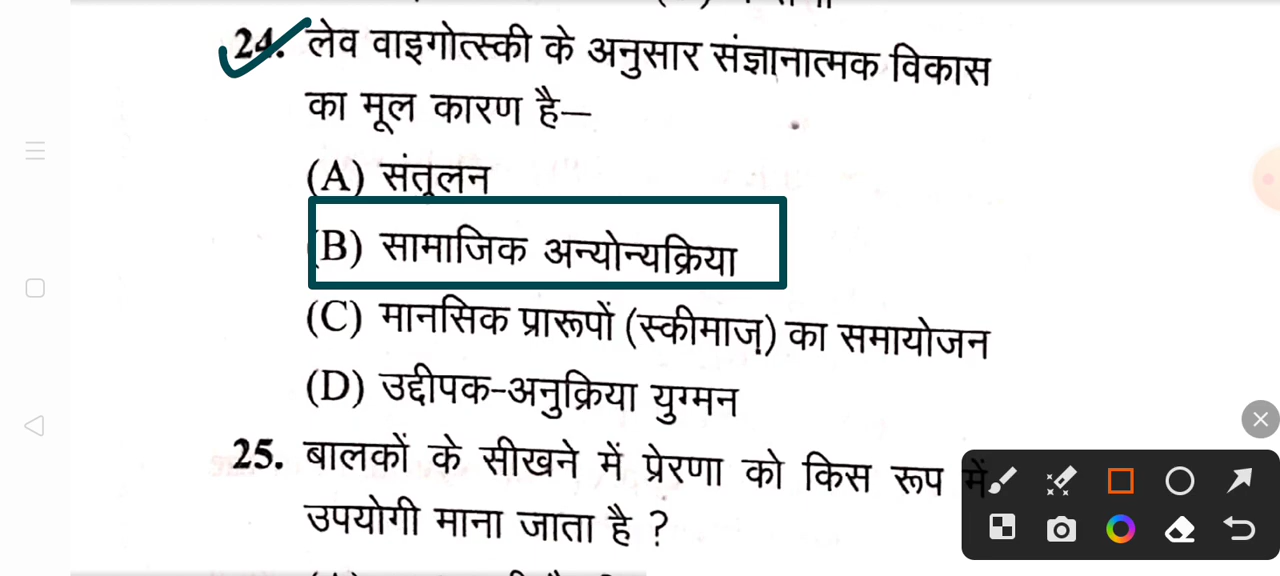 24. लेव वाइगोत्स्की के अनुसार संज्ञानात्मक विकास
का मूल कारण है—
(A) संतुलन
(B) सामाजिक अन्योन्यक्रिया
(C) मानसिक प्रारूपों (स्कीमाज़) का समायोजन
(D) उद्दीपक-अनुक्रिया युग्मन
25. बालकों के सीखने में प्रेरणा को किस रूप में
उपयोगी माना जाता है ?